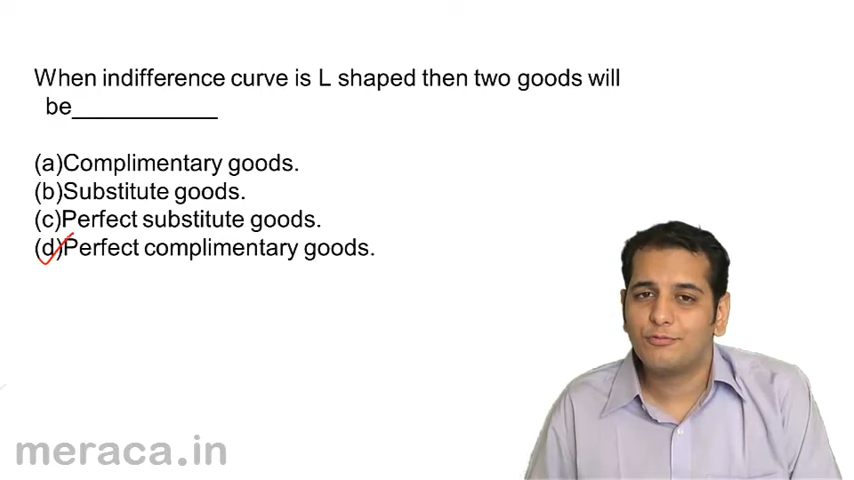 When indifference curve is L shaped then two goods will
be___________
(a)Complimentary goods.
(b)Substitute goods.
(c)Perfect substitute goods.
(d)Perfect complimentary goods.
meraca.in